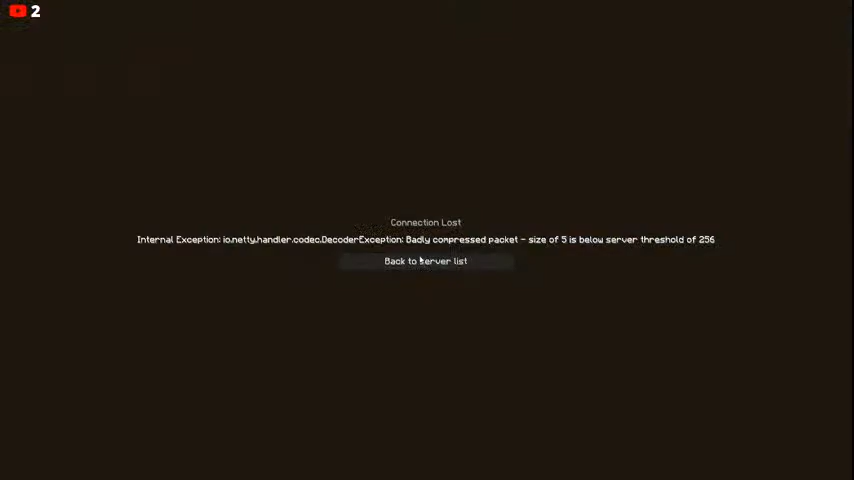 2
Connection Lost
Internal Exception: io.netty.handler.codec.DecoderException: Badly conpressed packet - size of 5 is below server threshold of 256
Back to server list